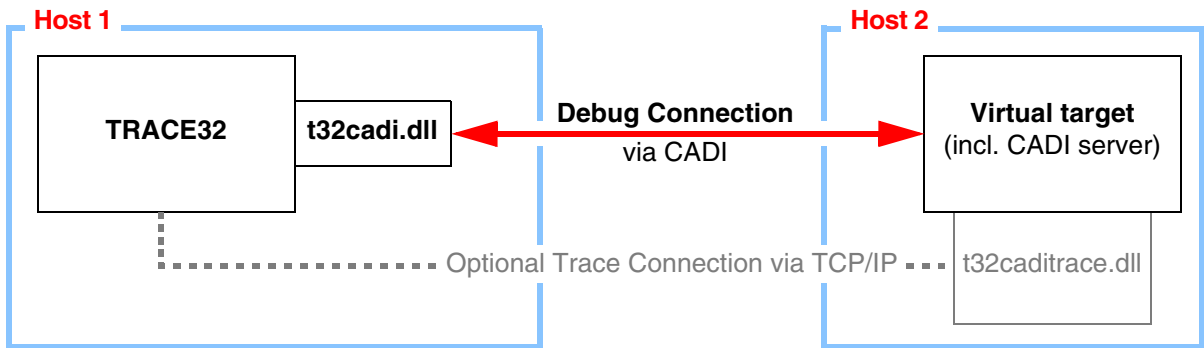 Host 1
Host 2
TRACE32
t32cadi.dll
Debug Connection
via CADI
Virtual target
(incl. CADI server)
Optional Trace Connection via TCP/IP
t32caditrace.dll